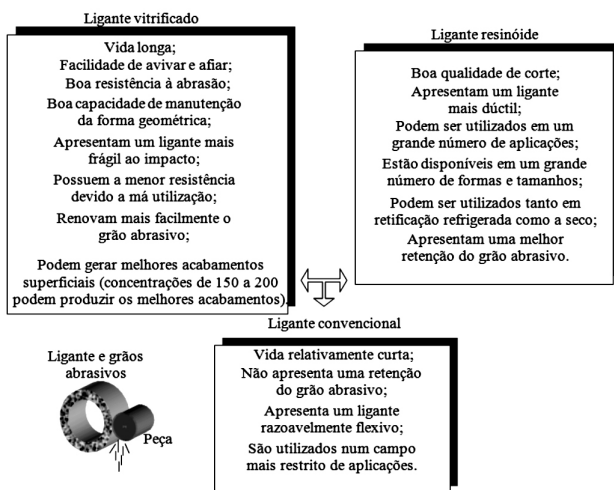 Ligante vitrificado
Vida longa;
Facilidade de avivar e afiar;
Boa resistência à abrasão;
Boa capacidade de manutenção
da forma geométrica;
Apresentam um ligante mais
frágil ao impacto;
Possuem a menor resistência
devido a má utilização;
Renovam mais facilmente o
grão abrasivo;
Podem gerar melhores acabamentos
superficiais (concentrações de 150 a 200
podem produzir os melhores acabamentos).
Ligante resinóide
Boa qualidade de corte;
Apresentam um ligante
mais dúctil;
Podem ser utilizados em um
grande número de aplicações;
Estão disponíveis em um grande
número de formas e tamanhos;
Podem ser utilizados tanto em
retificação refrigerada como a seco;
Apresentam uma melhor
retenção do grão abrasivo.
Ligante convencional
Vida relativamente curta;
Não apresenta uma retenção
do grão abrasivo;
Apresenta um ligante
razoavelmente flexivo;
São utilizados num campo
mais restrito de aplicações.
Ligante e grãos
abrasivos
Peça